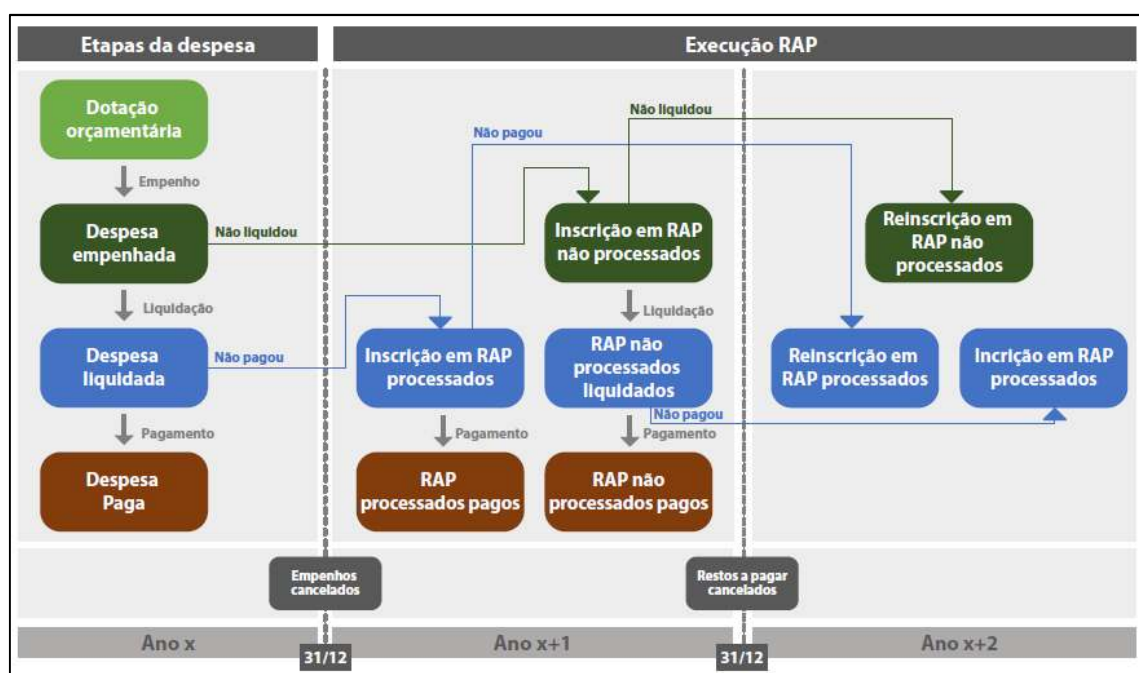 Etapas da despesa
Execução RAP
Dotação
orçamentária
Empenho
Despesa
empenhada
Não liquidou
Liquidação
Despesa
liquidada
Não pagou
Pagamento
Despesa
Paga
Não pagou
Não liquidou
Inscrição em RAP
não processados
Liquidação
Inscrição em RAP
processados
RAP não
processados
liquidados
Não pagou
Pagamento
Pagamento
RAP
processados pagos
RAP não
processados pagos
Reinscrição em
RAP não
processados
Reinscrição em
RAP processados
Incrição em RAP
processados
Empenhos
cancelados
Restos a pagar
cancelados
Ano x
31/12
Ano x+1
31/12
Ano x+2